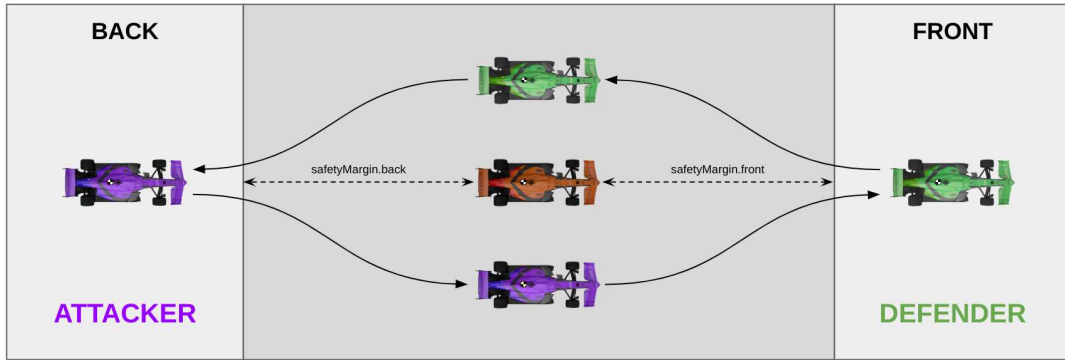 BACK
FRONT
safetyMargin.back
safetyMargin.front
ATTACKER
DEFENDER